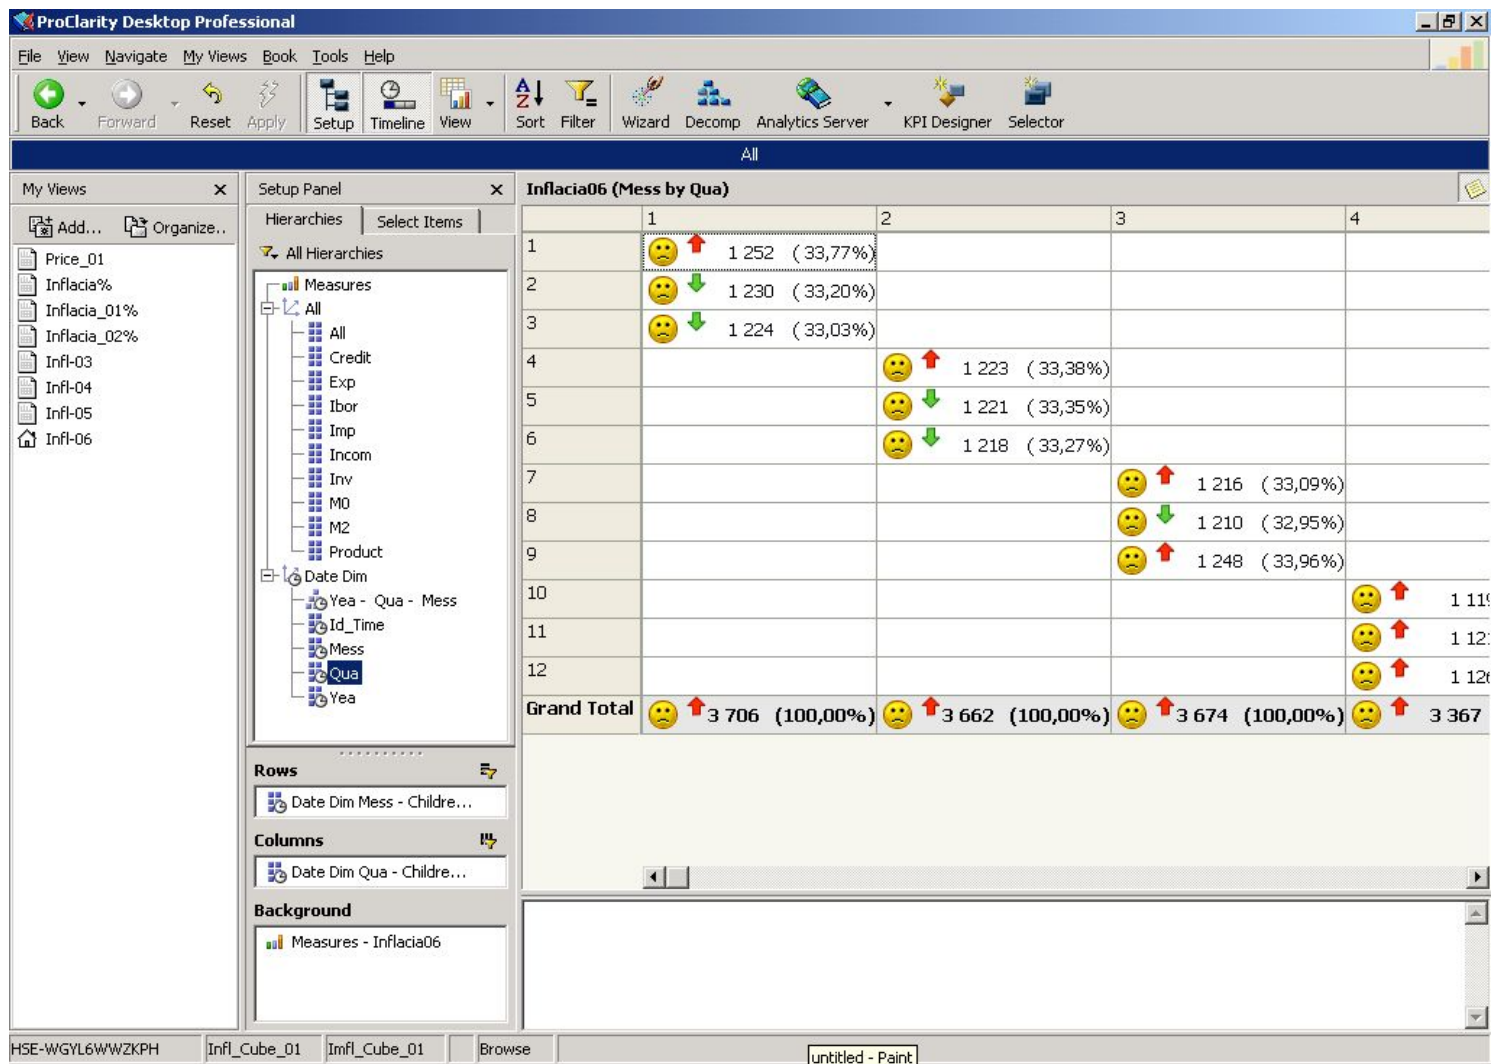 ProClarity Desktop Professional
File View Navigate My Views Book Tools Help
Back Forward Reset Apply Setup Timeline View Sort Filter Wizard Decomp Analytics Server KPI Designer Selector
All
My Views
Add... Organize..
Price_01
Inflacia%
Inflacia_01%
Inflacia_02%
Infl-03
Infl-04
Infl-05
Infl-06
Setup Panel
Hierarchies Select Items
All Hierarchies
Measures
All
All
Credit
Exp
Ibor
Imp
Incom
Inv
M0
M2
Product
Date Dim
Yea - Qua - Mess
Id_Time
Mess
Qua
Yea
Rows
Date Dim Mess - Childre...
Columns
Date Dim Qua - Childre...
Background
Measures - Inflacia06
Inflacia06 (Mess by Qua)
1 2 3 4
1 1 252 (33,77%)
2 1 230 (33,20%)
3 1 224 (33,03%)
4 1 223 (33,38%)
5 1 221 (33,35%)
6 1 218 (33,27%)
7 1 216 (33,09%)
8 1 210 (32,95%)
9 1 248 (33,96%)
10 1 119
11 1 12
12 1 126
Grand Total 3 706 (100,00%) 3 662 (100,00%) 3 674 (100,00%) 3 367
HSE-WGYL6WWZKPH Infl_Cube_01 Imfl_Cube_01 Browse
untitled - Paint